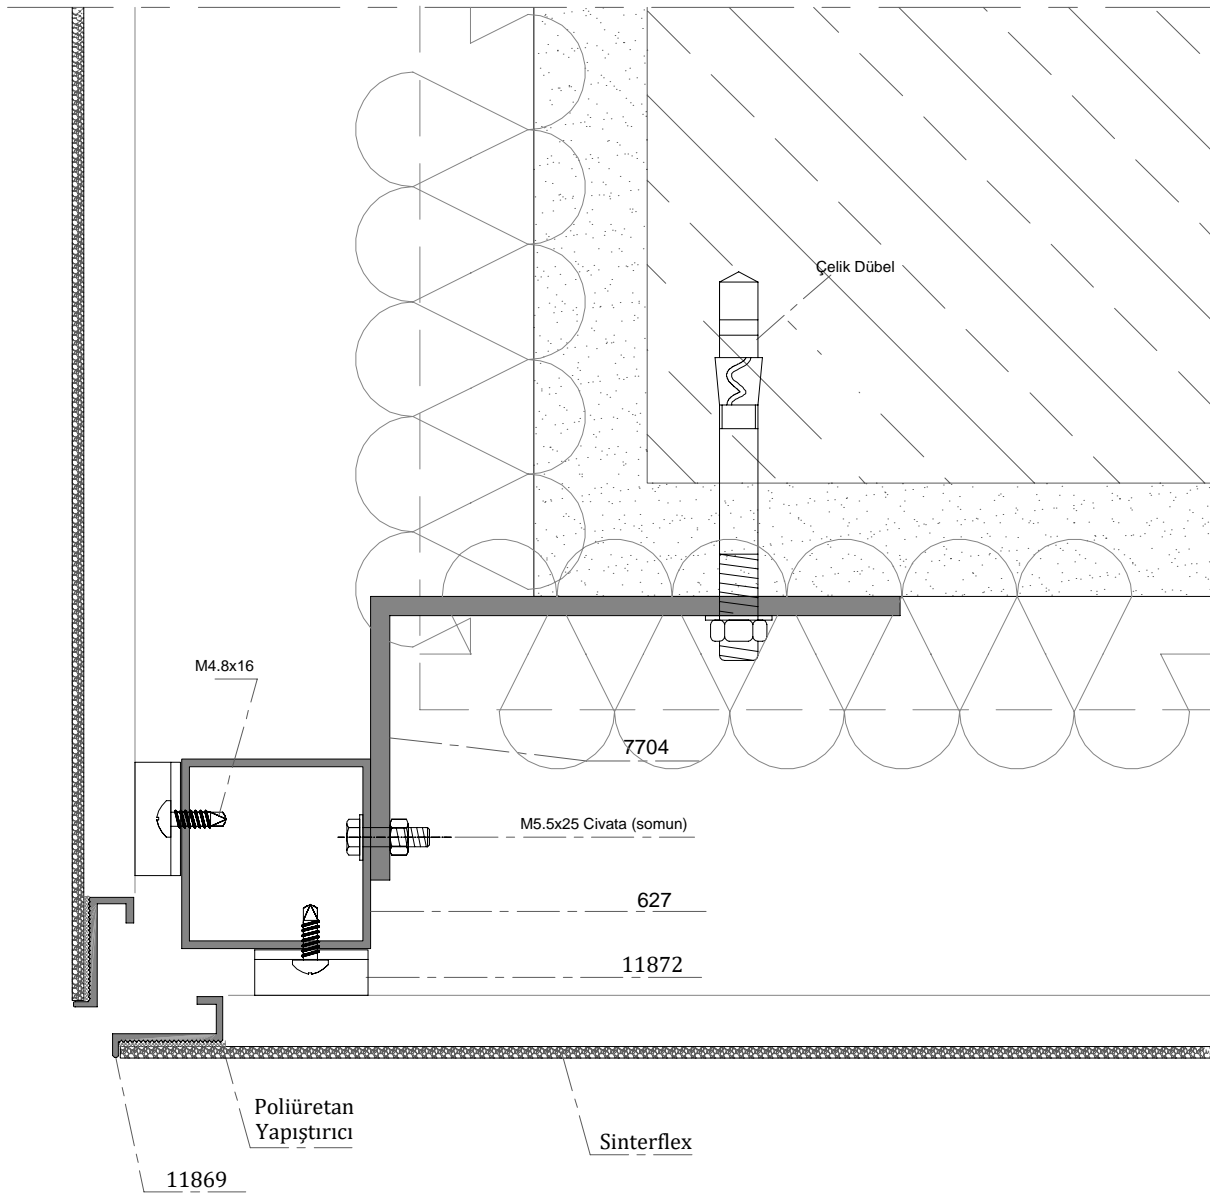 Çelik Dübel
M4.8x16
7704
M5.5x25 Civata (somun)
627
11872
Poliüretan
Yapıştırıcı
Sinterflex
11869